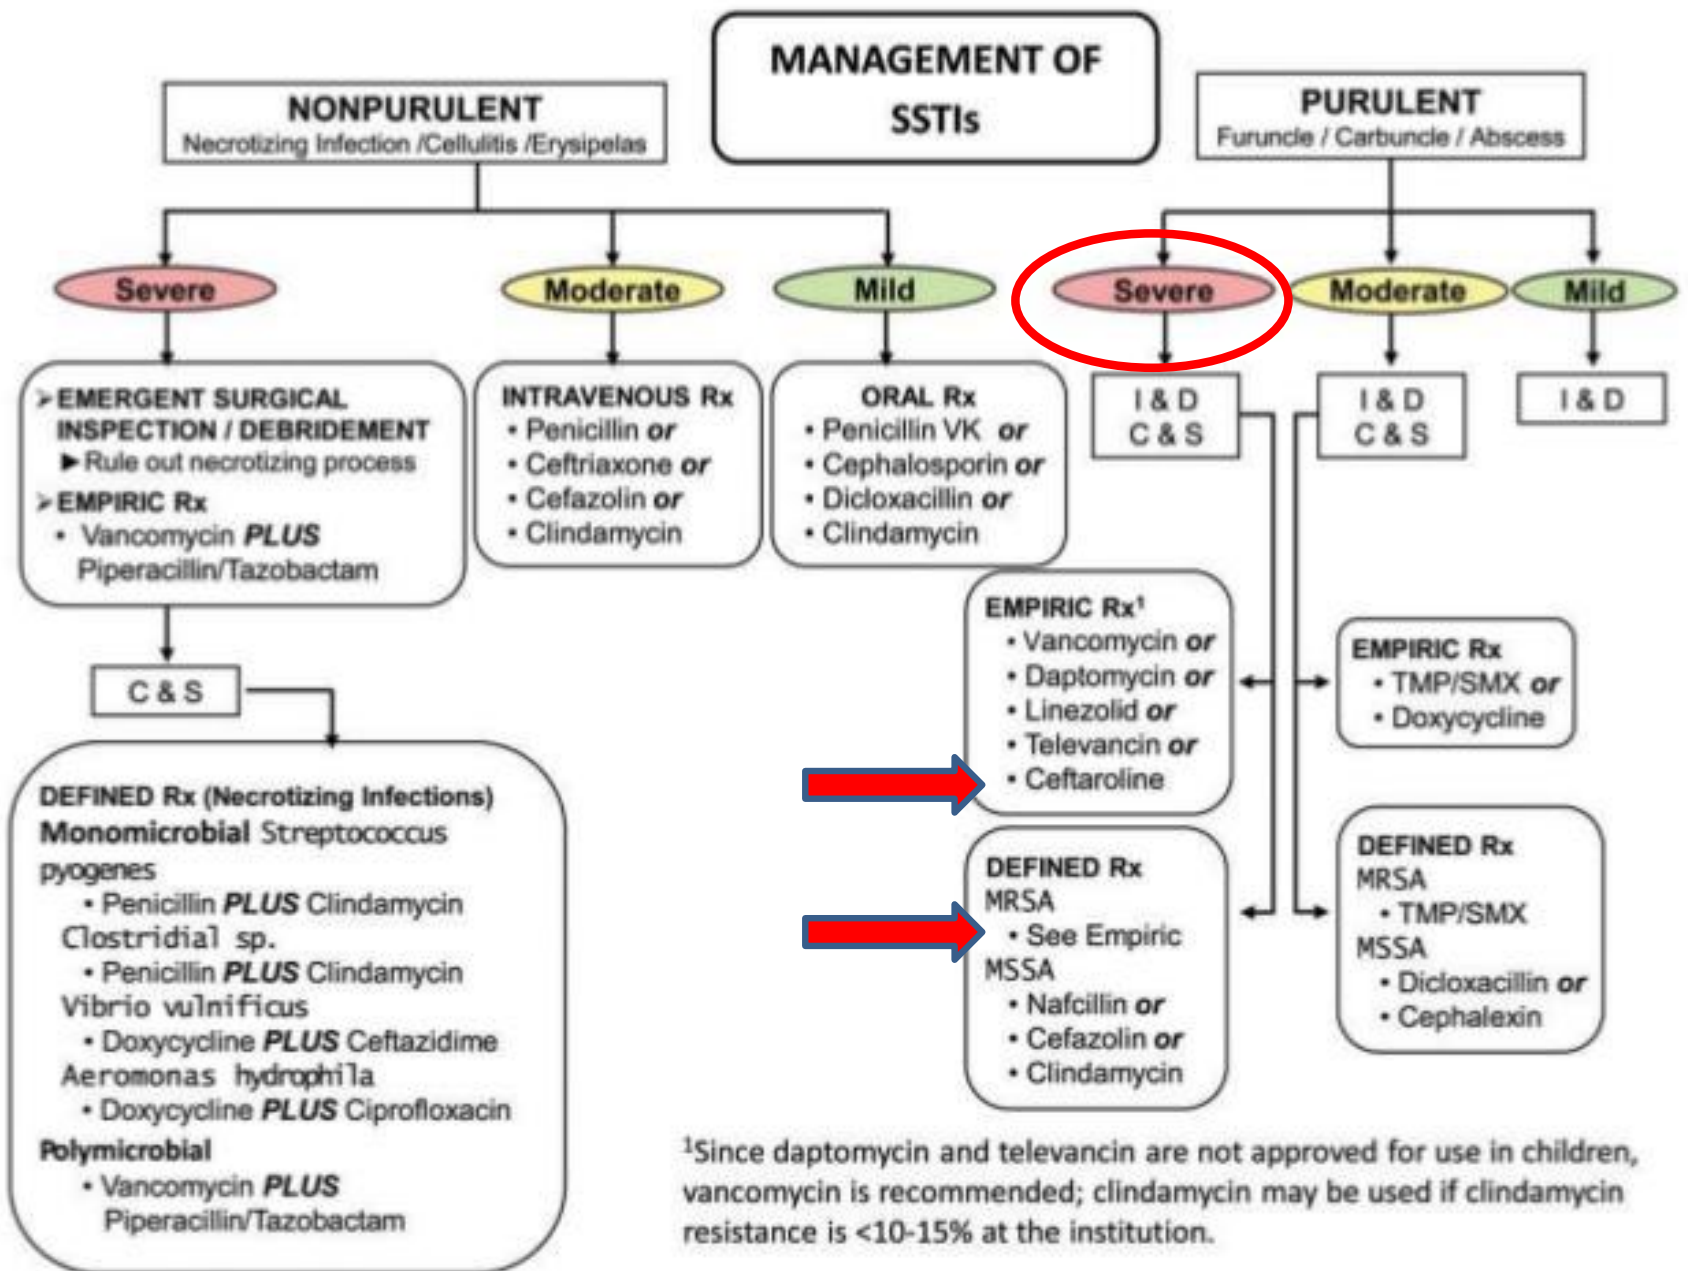 MANAGEMENT OF
SSTIs
NONPURULENT
Necrotizing Infection /Cellulitis /Erysipelas
Severe
➢EMERGENT SURGICAL
INSPECTION / DEBRIDEMENT
►Rule out necrotizing process
➢EMPIRIC Rx
• Vancomycin PLUS
Piperacillin/Tazobactam
C & S
DEFINED Rx (Necrotizing Infections)
Monomicrobial Streptococcus
pyogenes
• Penicillin PLUS Clindamycin
Clostridial sp.
• Penicillin PLUS Clindamycin
Vibrio vulnificus
• Doxycycline PLUS Ceftazidime
Aeromonas hydrophila
• Doxycycline PLUS Ciprofloxacin
Polymicrobial
• Vancomycin PLUS
Piperacillin/Tazobactam
Moderate
INTRAVENOUS Rx
• Penicillin or
• Ceftriaxone or
• Cefazolin or
• Clindamycin
Mild
ORAL Rx
• Penicillin VK or
• Cephalosporin or
• Dicloxacillin or
• Clindamycin
PURULENT
Furuncle / Carbuncle / Abscess
Severe
I & D
C & S
EMPIRIC Rx¹
• Vancomycin or
• Daptomycin or
• Linezolid or
• Televancin or
• Ceftaroline
DEFINED Rx
MRSA
• See Empiric
MSSA
• Nafcillin or
• Cefazolin or
• Clindamycin
Moderate
I & D
C & S
EMPIRIC Rx
• TMP/SMX or
• Doxycycline
DEFINED Rx
MRSA
• TMP/SMX
MSSA
• Dicloxacillin or
• Cephalexin
Mild
I & D
¹Since daptomycin and televancin are not approved for use in children,
vancomycin is recommended; clindamycin may be used if clindamycin
resistance is <10-15% at the institution.